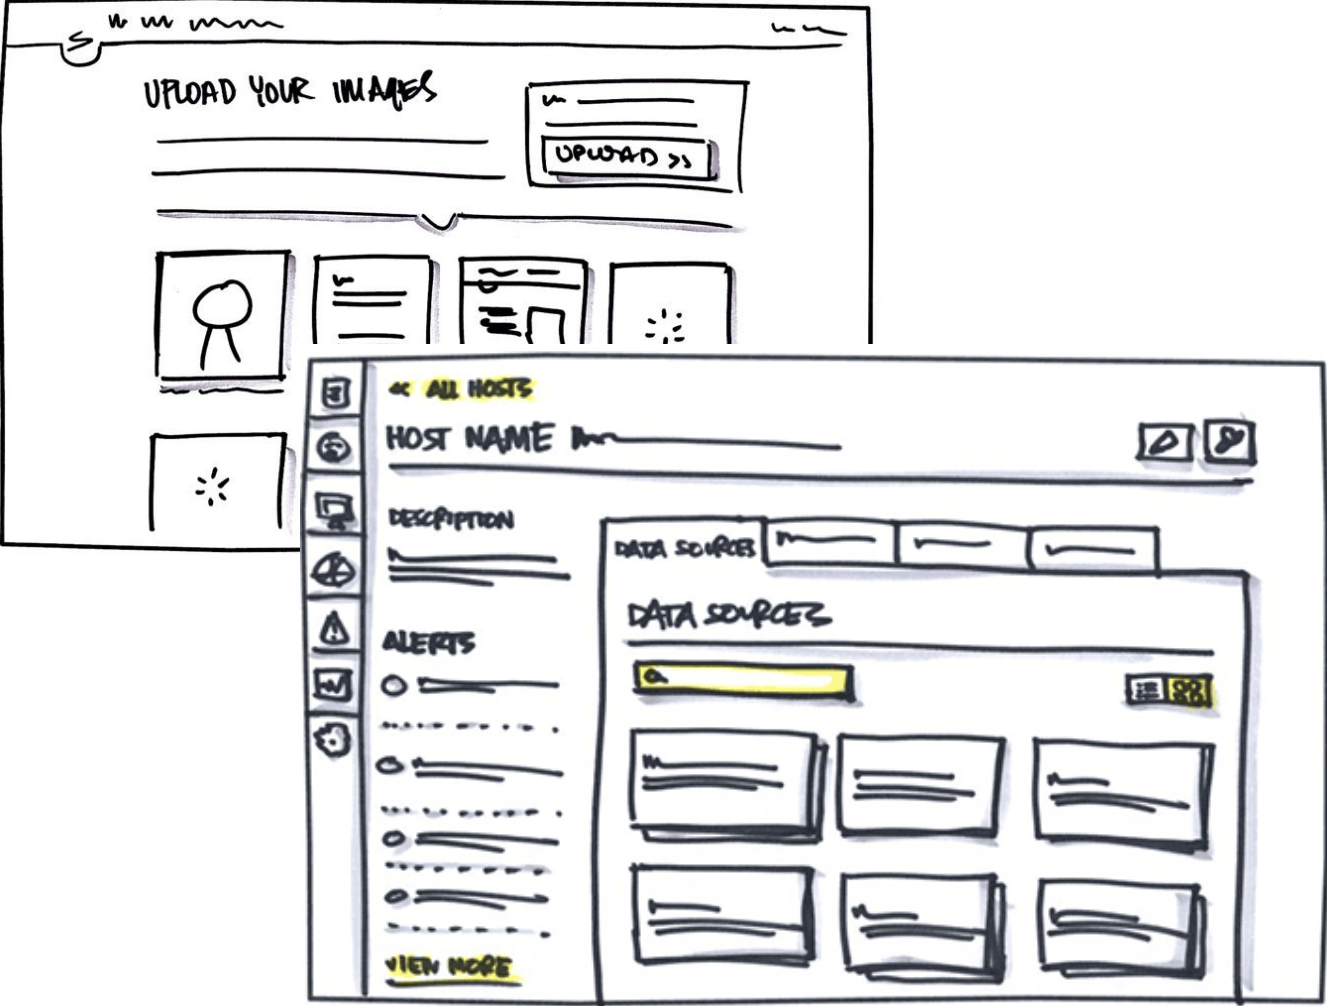 UPLOAD YOUR IMAGES
UPLOAD >>
<< ALL HOSTS
HOST NAME
DESCRIPTION
ALERTS
VIEW MORE
DATA SOURCES
DATA SOURCES